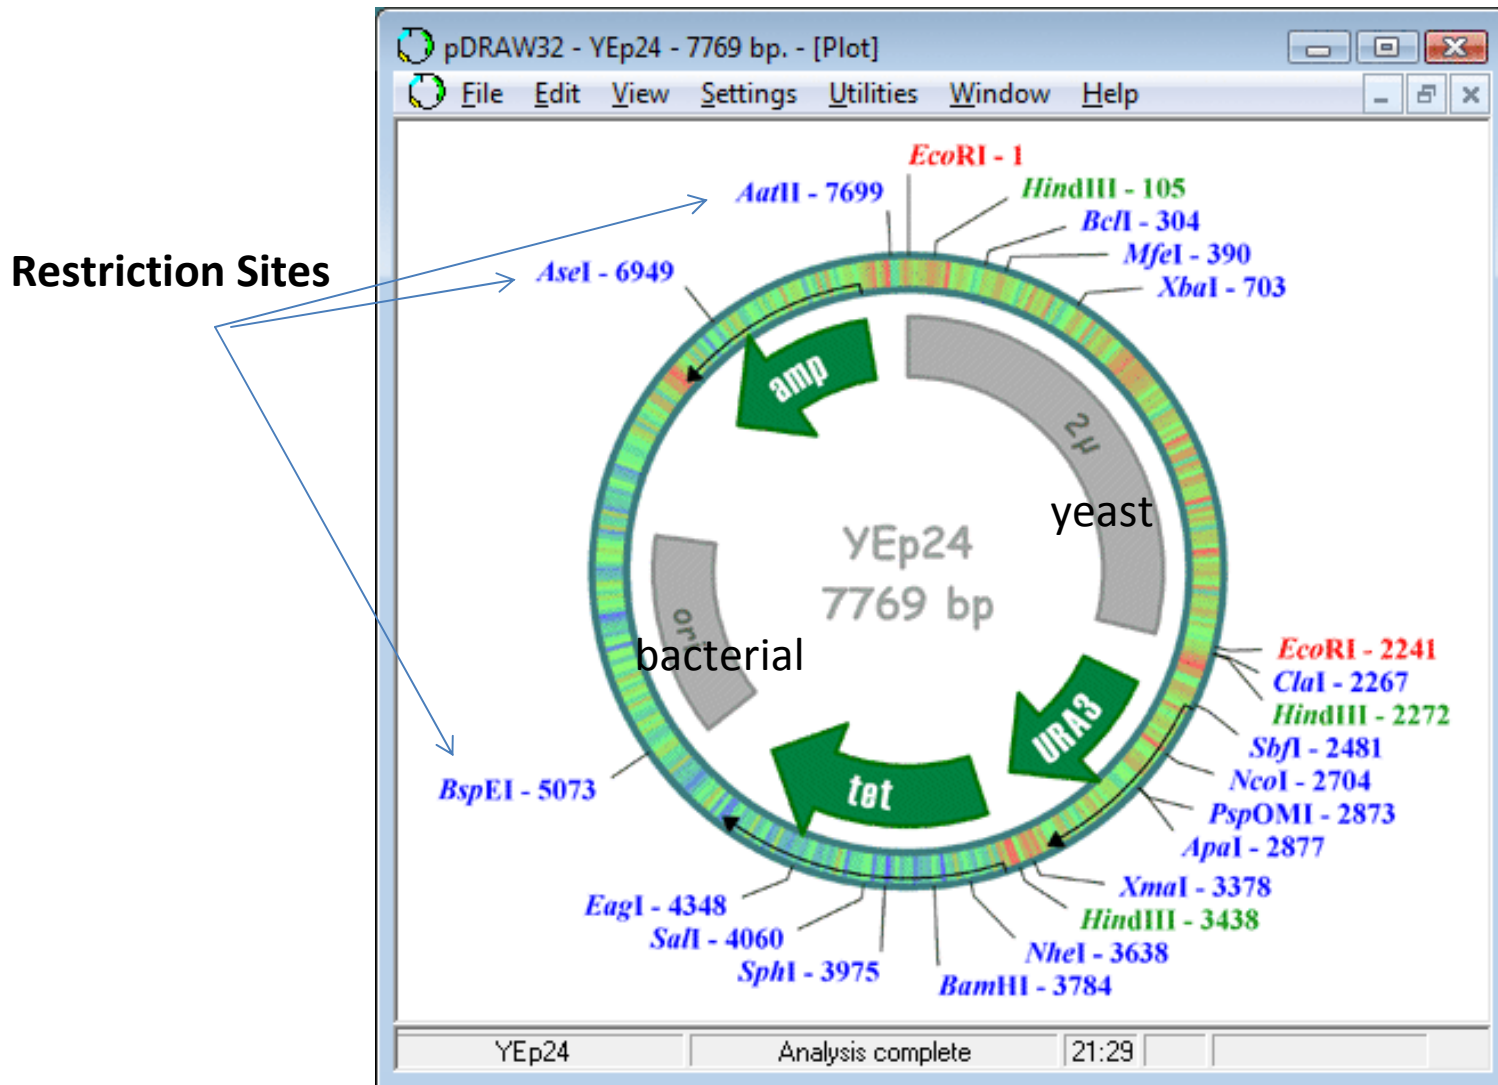 pDRAW32 - YEp24 - 7769 bp. - [Plot]
File Edit View Settings Utilities Window Help
EcoRI - 1
AatII - 7699
HindIII - 105
BclI - 304
MfeI - 390
XbaI - 703
Restriction Sites
AseI - 6949
amp
2µ
yeast
YEp24
7769 bp
ori
bacterial
EcoRI - 2241
ClaI - 2267
HindIII - 2272
SbfI - 2481
NcoI - 2704
PspOMI - 2873
ApaI - 2877
URA3
tet
BspEI - 5073
XmaI - 3378
HindIII - 3438
NheI - 3638
BamHI - 3784
EagI - 4348
SalI - 4060
SphI - 3975
YEp24 Analysis complete 21:29